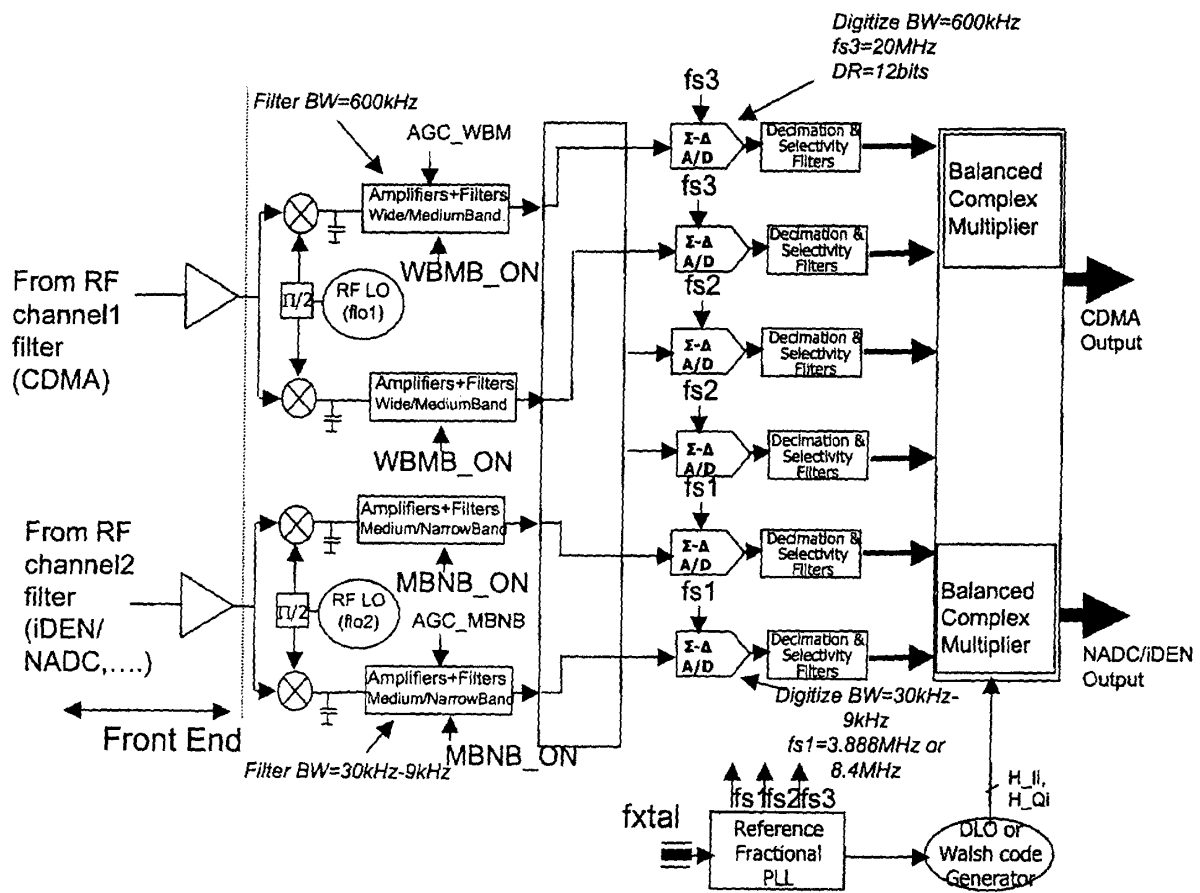 Digitize BW=600kHz
fs3=20MHz
DR=12bits
Filter BW=600kHz
AGC_WBM
fs3
Σ-Δ
A/D
Decimation &
Selectivity
Filters
Balanced
Complex
Multiplier
Amplifiers+Filters
Wide/MediumBand
WBMB_ON
fs3
Σ-Δ
A/D
Decimation &
Selectivity
Filters
From RF
channel1
filter
(CDMA)
Π/2
RF LO
(flo1)
CDMA
Output
fs2
Σ-Δ
A/D
Decimation &
Selectivity
Filters
Amplifiers+Filters
Wide/MediumBand
WBMB_ON
fs2
Σ-Δ
A/D
Decimation &
Selectivity
Filters
From RF
channel2
filter
(iDEN/
NADC,....)
Amplifiers+Filters
Medium/NarrowBand
MBNB_ON
fs1
Σ-Δ
A/D
Decimation &
Selectivity
Filters
Balanced
Complex
Multiplier
Π/2
RF LO
(flo2)
AGC_MBNB
Amplifiers+Filters
Medium/NarrowBand
MBNB_ON
fs1
Σ-Δ
A/D
Decimation &
Selectivity
Filters
NADC/iDEN
Output
Front End
Filter BW=30kHz-9kHz
Digitize BW=30kHz-
9kHz
fs1=3.888MHz or
8.4MHz
fs1 fs2 fs3
H_Ii,
H_Qi
fxtal
Reference
Fractional
PLL
DLO or
Walsh code
Generator